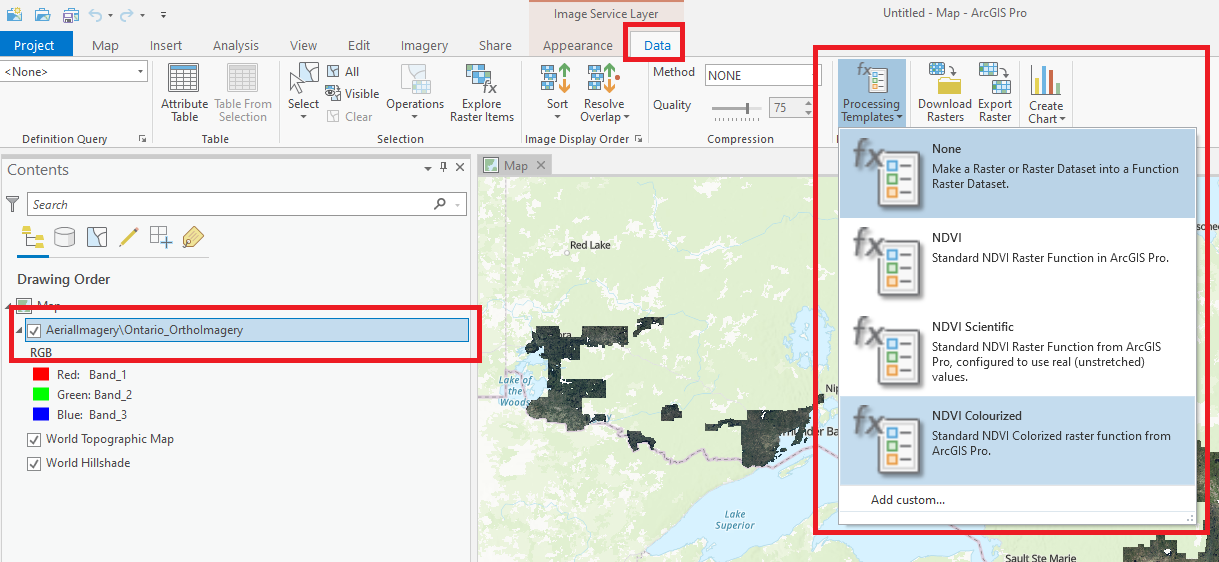 Image Service Layer
Untitled - Map - ArcGIS Pro
Project Map Insert Analysis View Edit Imagery Share Appearance Data
<None>
Definition Query
Attribute Table
Table From Selection
Table
Select
All
Visible
Clear
Operations
Explore Raster Items
Selection
Sort
Resolve Overlap
Image Display Order
Method NONE
Quality 75
Compression
Processing Templates
Download Rasters
Export Raster
Create Chart
None
Make a Raster or Raster Dataset into a Function
Raster Dataset.
NDVI
Standard NDVI Raster Function in ArcGIS Pro.
NDVI Scientific
Standard NDVI Raster Function from ArcGIS
Pro, configured to use real (unstretched)
values.
NDVI Colourized
Standard NDVI Colorized raster function from
ArcGIS Pro.
Add custom...
Contents
Search
Drawing Order
Map
AerialImagery\Ontario_OrthoImagery
RGB
Red: Band_1
Green: Band_2
Blue: Band_3
World Topographic Map
World Hillshade
Map
Red Lake
Lake of the Woods
Lake
Superior
Sault Ste Marie